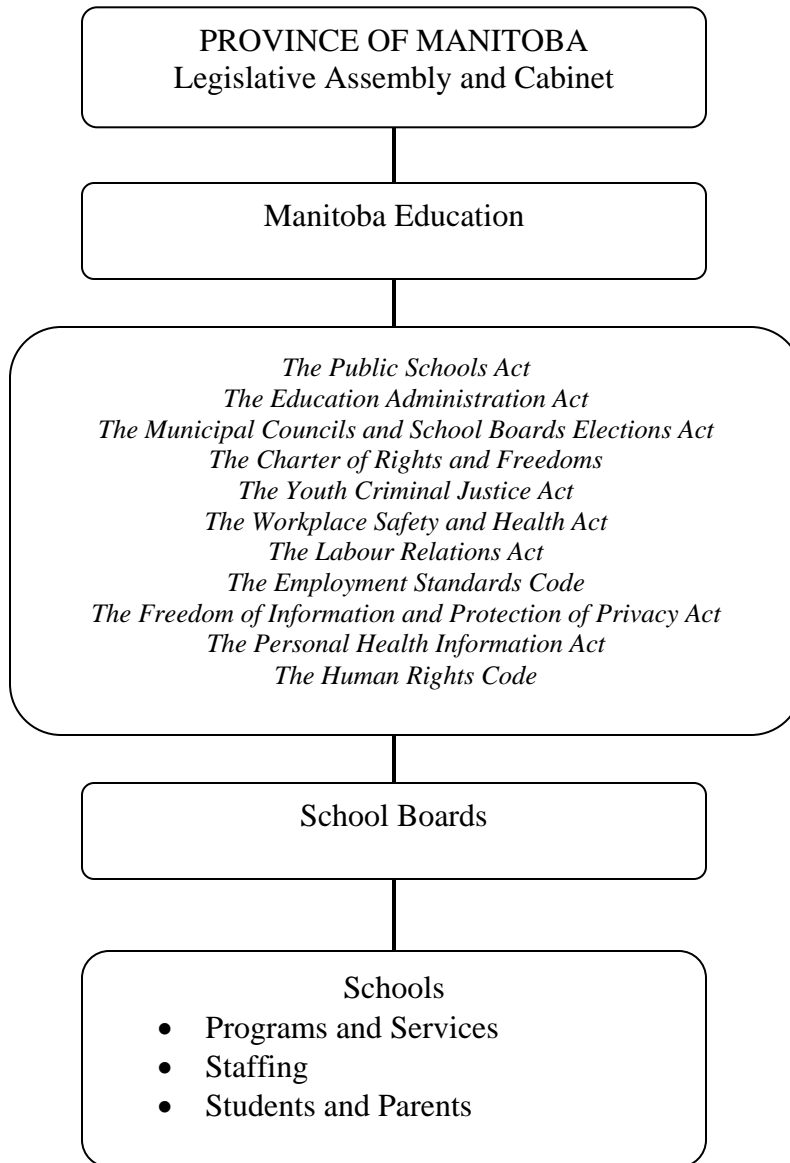 PROVINCE OF MANITOBA
Legislative Assembly and Cabinet
Manitoba Education
The Public Schools Act
The Education Administration Act
The Municipal Councils and School Boards Elections Act
The Charter of Rights and Freedoms
The Youth Criminal Justice Act
The Workplace Safety and Health Act
The Labour Relations Act
The Employment Standards Code
The Freedom of Information and Protection of Privacy Act
The Personal Health Information Act
The Human Rights Code
School Boards
Schools
• Programs and Services
• Staffing
• Students and Parents